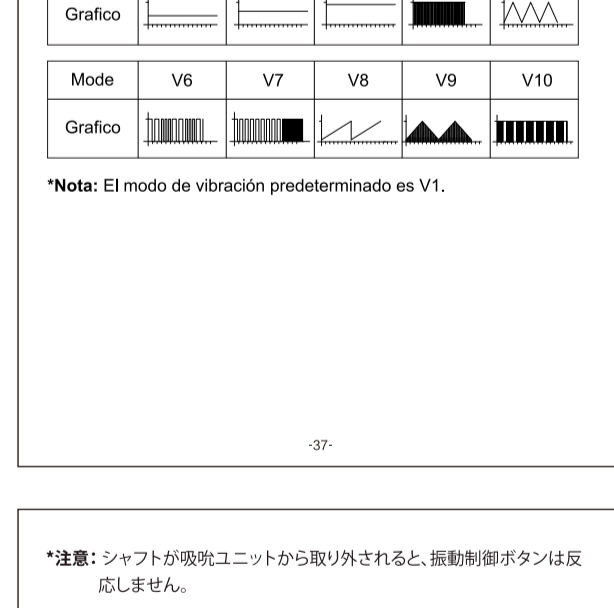 Grafico
Mode V6 V7 V8 V9 V10
Grafico
*Nota: El modo de vibración predeterminado es V1.
-37-
*注意：シャフトが吸吮ユニットから取り外されると、振動制御ボタンは反
応しません。